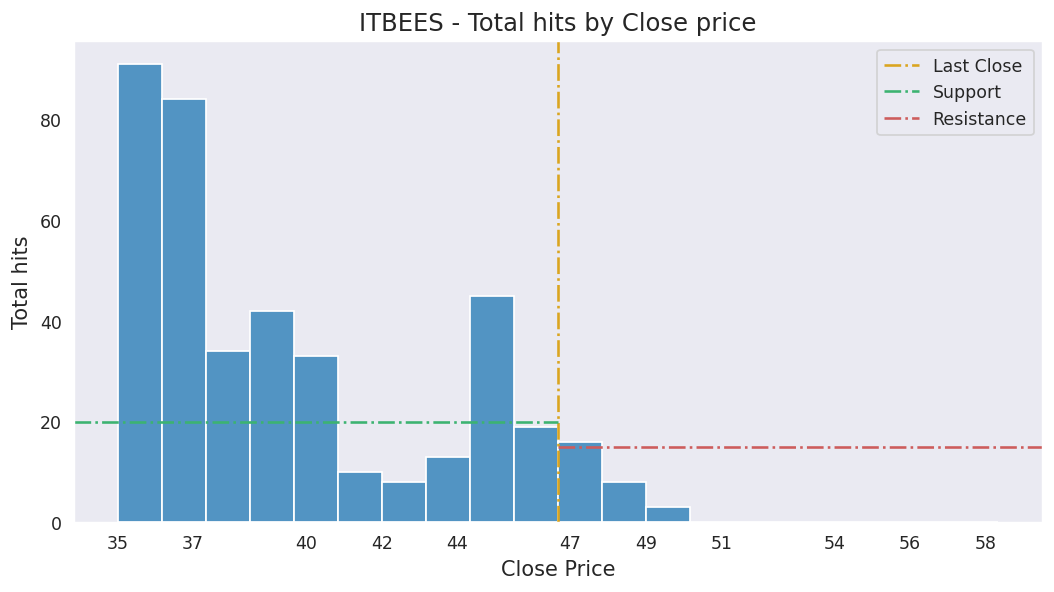 ITBEES - Total hits by Close price
Last Close
Support
Resistance
Total hits
80
60
40
20
0
35 37 40 42 44 47 49 51 54 56 58
Close Price